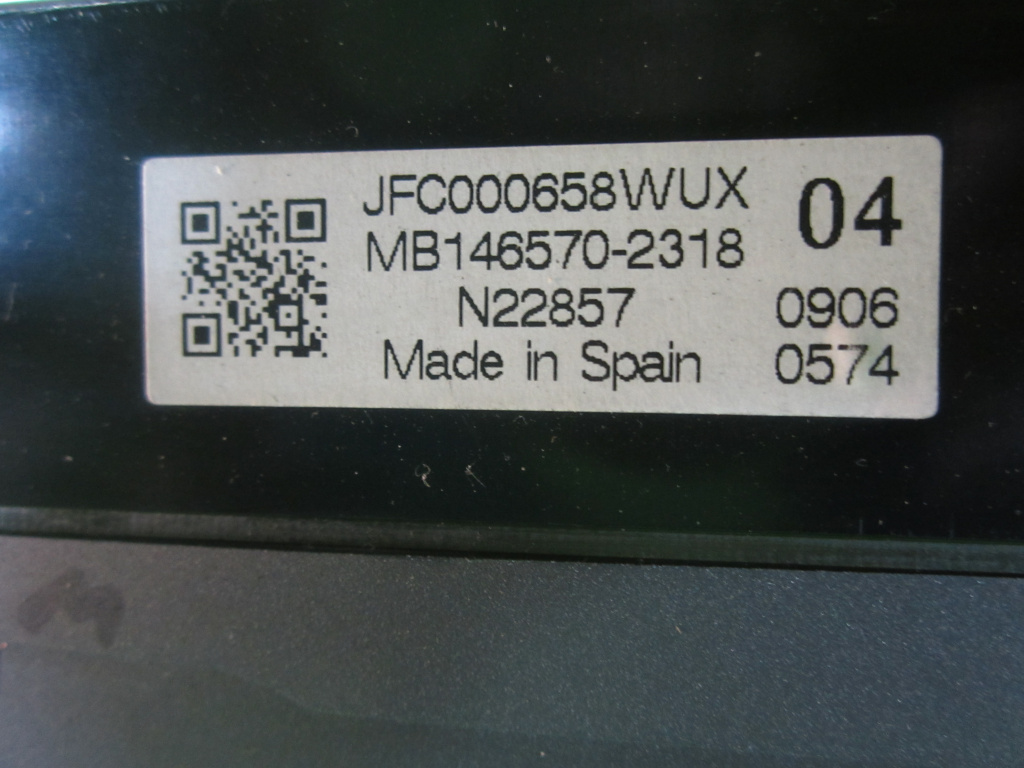 JFC000658WUX 04
MB146570-2318
N22857 0906
Made in Spain 0574